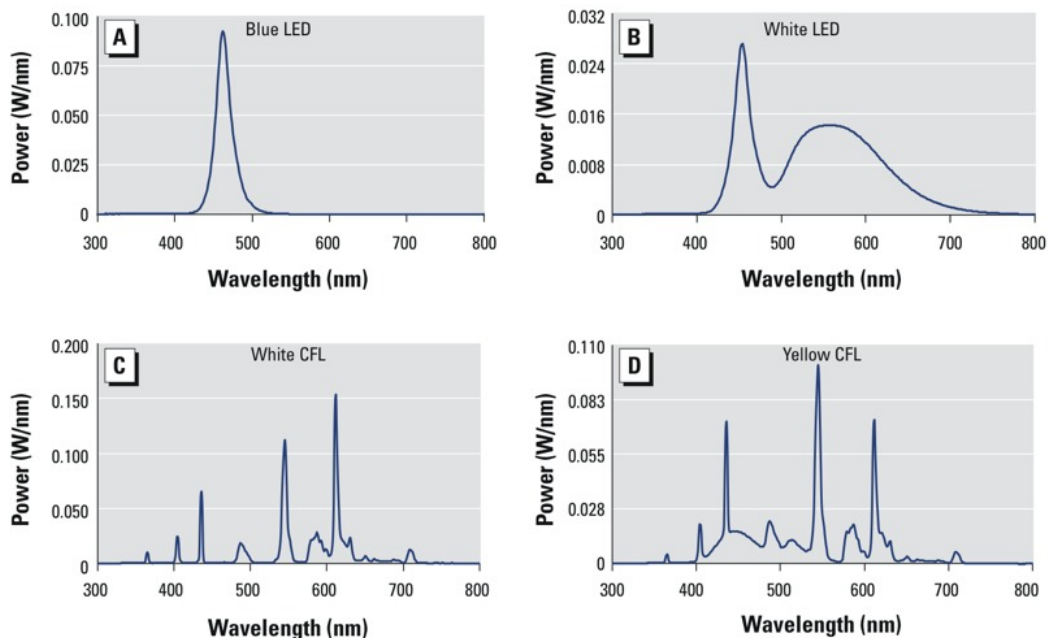 A
Blue LED
Power (W/nm)
0.100
0.075
0.050
0.025
0
300 400 500 600 700 800
Wavelength (nm)
B
White LED
Power (W/nm)
0.032
0.024
0.016
0.008
0
300 400 500 600 700 800
Wavelength (nm)
C
White CFL
Power (W/nm)
0.200
0.150
0.100
0.050
0
300 400 500 600 700 800
Wavelength (nm)
D
Yellow CFL
Power (W/nm)
0.110
0.083
0.055
0.028
0
300 400 500 600 700 800
Wavelength (nm)